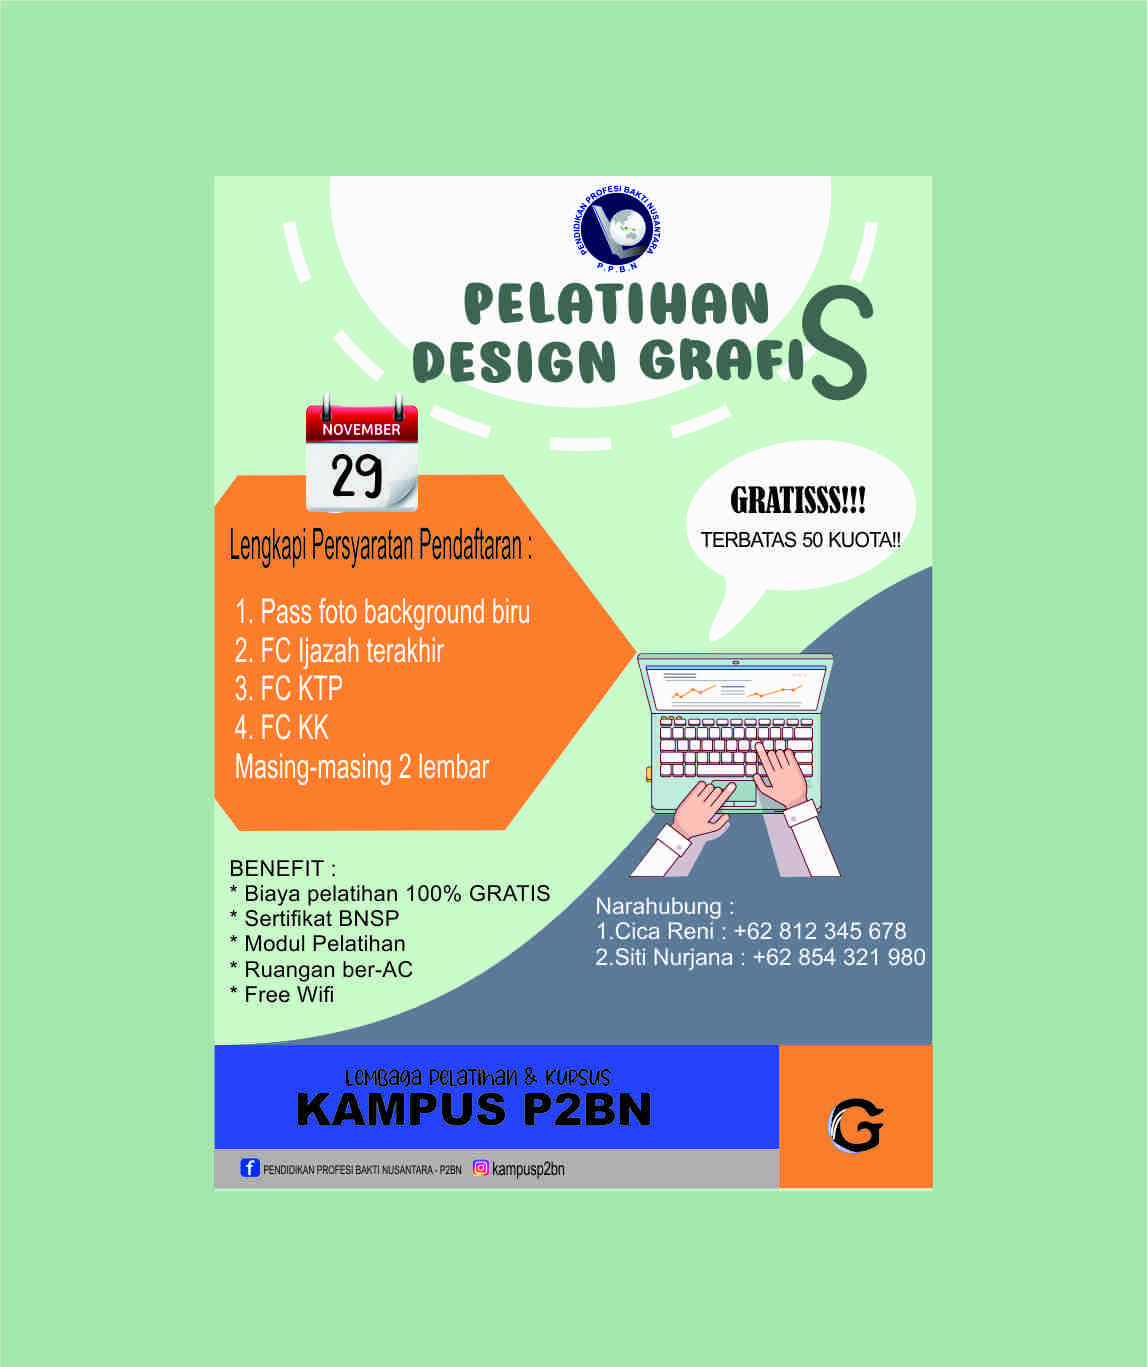 PENDIDIKAN PROFESI BAKTI NUSANTARA
P.P.B.N
PELATIHAN
DESIGN GRAFIS
NOVEMBER
29
Lengkapi Persyaratan Pendaftaran :
1. Pass foto background biru
2. FC Ijazah terakhir
3. FC KTP
4. FC KK
Masing-masing 2 lembar
GRATISSS!!!
TERBATAS 50 KUOTA!!
BENEFIT :
* Biaya pelatihan 100% GRATIS
* Sertifikat BNSP
* Modul Pelatihan
* Ruangan ber-AC
* Free Wifi
Narahubung :
1.Cica Reni : +62 812 345 678
2.Siti Nurjana : +62 854 321 980
Lembaga Pelatihan & Kursus
KAMPUS P2BN
G
PENDIDIKAN PROFESI BAKTI NUSANTARA - P2BN
kampusp2bn